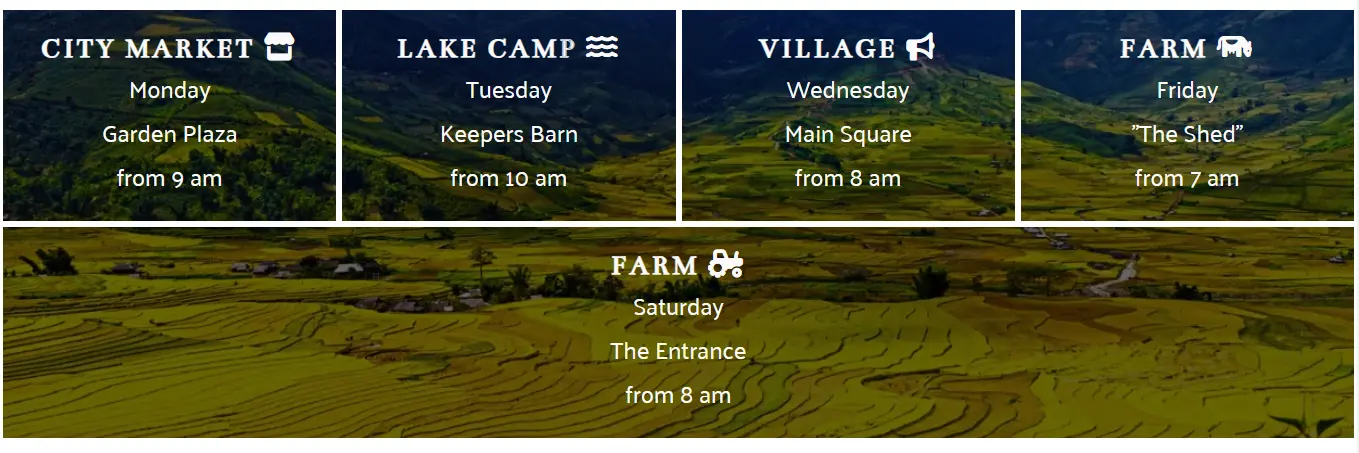 CITY MARKET
Monday
Garden Plaza
from 9 am
LAKE CAMP
Tuesday
Keepers Barn
from 10 am
VILLAGE
Wednesday
Main Square
from 8 am
FARM
Friday
"The Shed"
from 7 am
FARM
Saturday
The Entrance
from 8 am